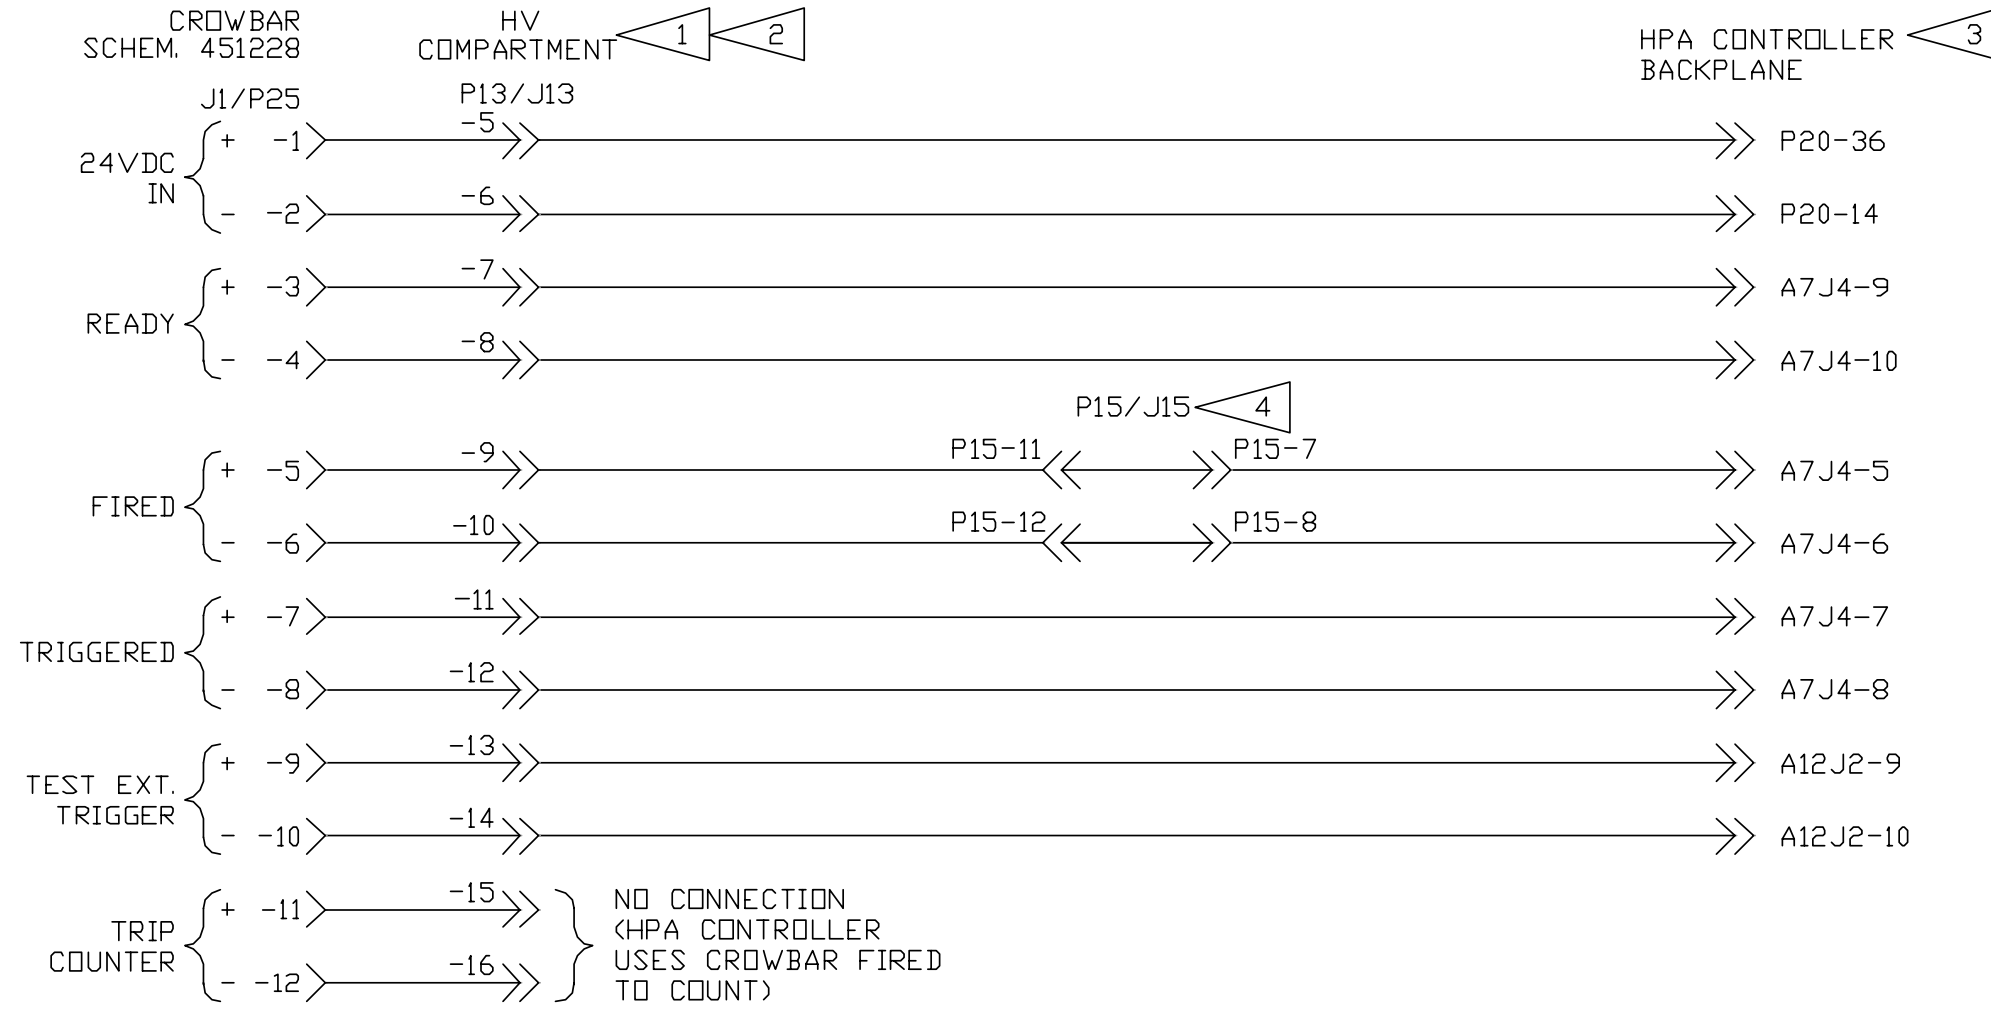 CROWBAR
SCHEM. 451228
HV
COMPARTMENT
1
2
HPA CONTROLLER
BACKPLANE
3
J1/P25
P13/J13
24VDC
IN
+ -1
-5
P20-36
- -2
-6
P20-14
READY
+ -3
-7
A7J4-9
- -4
-8
A7J4-10
P15/J15
4
FIRED
+ -5
-9
P15-11
P15-7
A7J4-5
- -6
-10
P15-12
P15-8
A7J4-6
TRIGGERED
+ -7
-11
A7J4-7
- -8
-12
A7J4-8
TEST EXT.
TRIGGER
+ -9
-13
A12J2-9
- -10
-14
A12J2-10
TRIP
COUNTER
+ -11
-15
- -12
-16
NO CONNECTION
(HPA CONTROLLER
USES CROWBAR FIRED
TO COUNT)